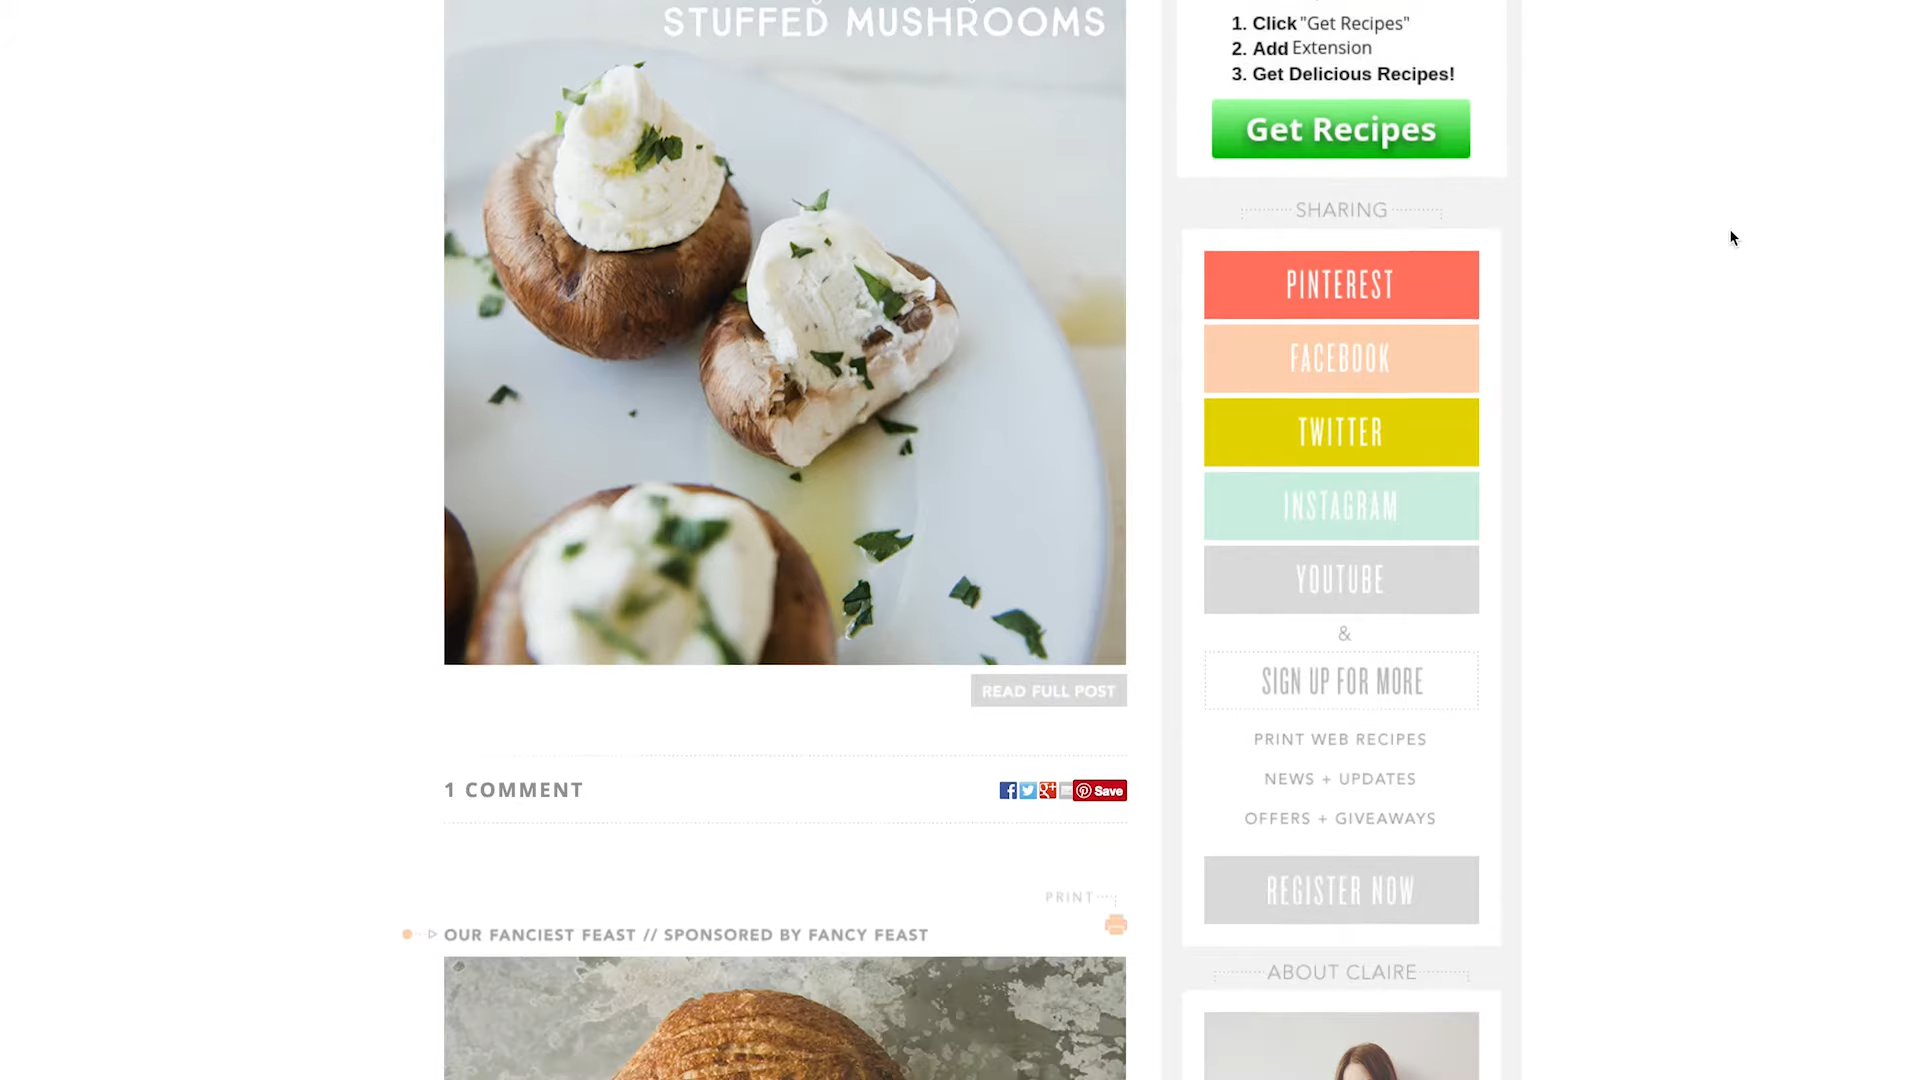 STUFFED MUSHROOMS
READ FULL POST
1 COMMENT
Save
PRINT
OUR FANCIEST FEAST // SPONSORED BY FANCY FEAST
1. Click "Get Recipes"
2. Add Extension
3. Get Delicious Recipes!
Get Recipes
SHARING
PINTEREST
FACEBOOK
TWITTER
INSTAGRAM
YOUTUBE
&
SIGN UP FOR MORE
PRINT WEB RECIPES
NEWS + UPDATES
OFFERS + GIVEAWAYS
REGISTER NOW
ABOUT CLAIRE